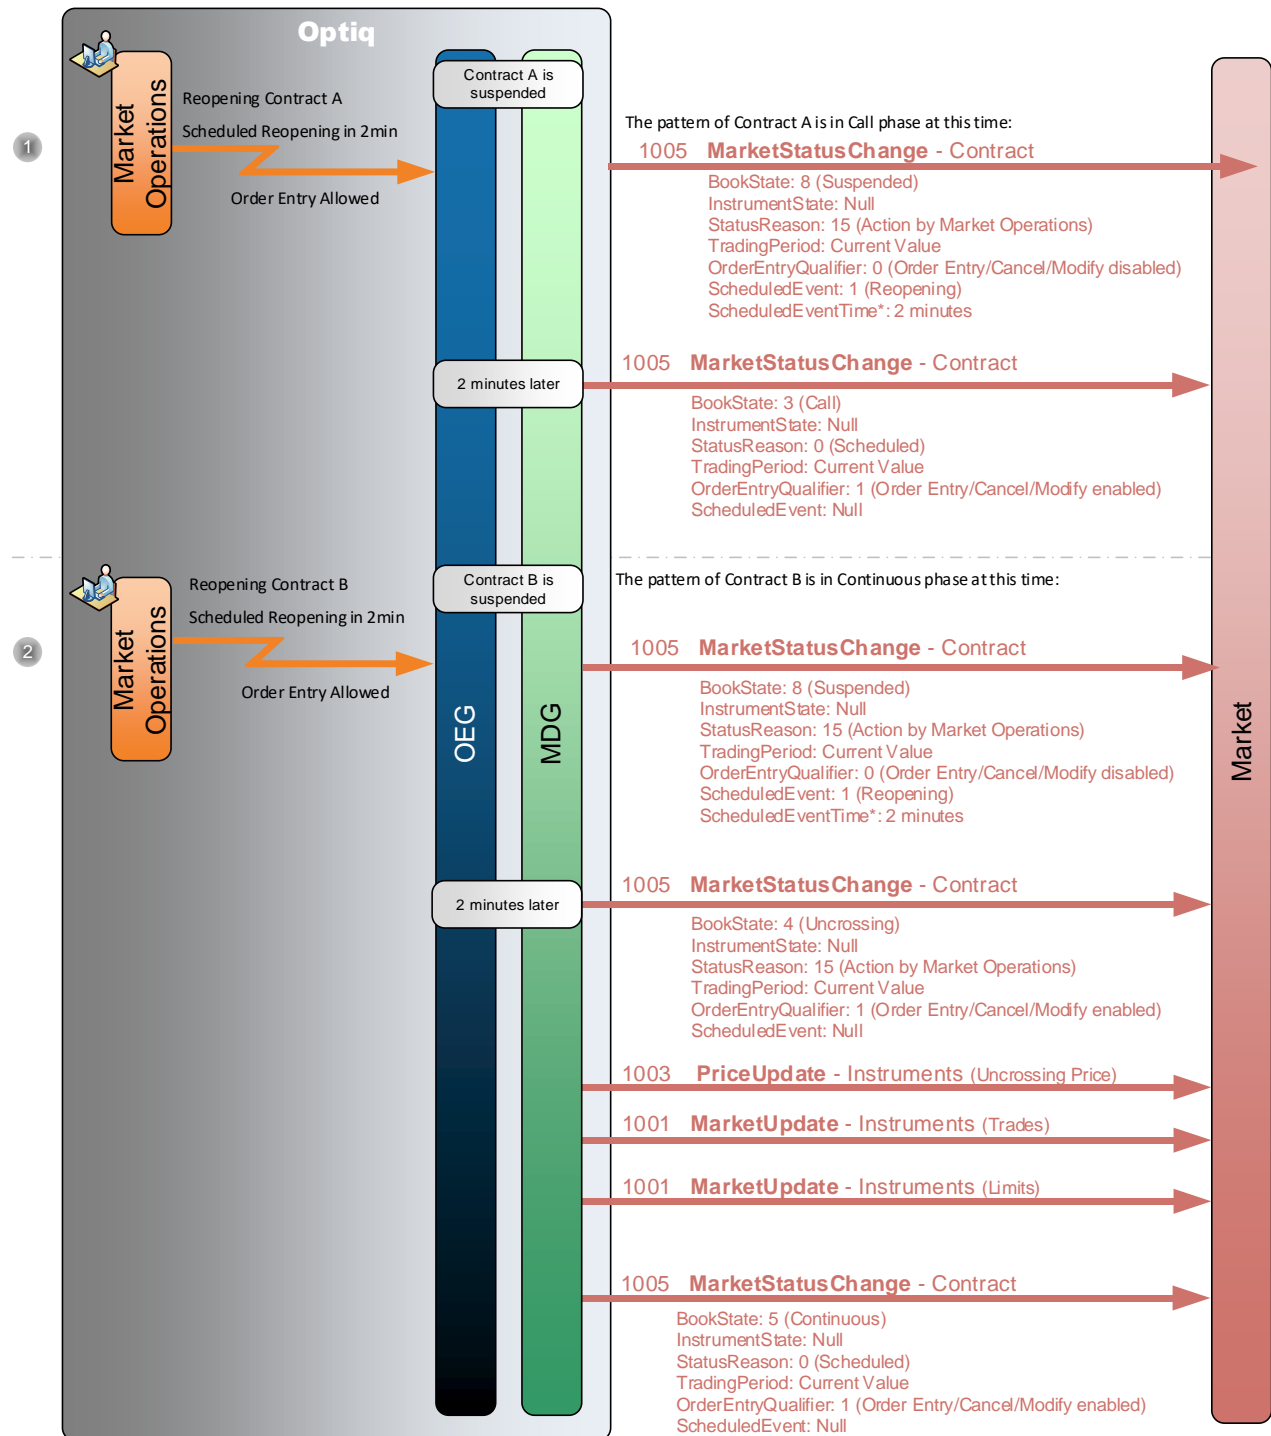 Optiq
Market Operations
Reopening Contract A
Scheduled Reopening in 2min
Order Entry Allowed
Contract A is
suspended
1
The pattern of Contract A is in Call phase at this time:
1005 MarketStatusChange - Contract
BookState: 8 (Suspended)
InstrumentState: Null
StatusReason: 15 (Action by Market Operations)
TradingPeriod: Current Value
OrderEntryQualifier: 0 (Order Entry/Cancel/Modify disabled)
ScheduledEvent: 1 (Reopening)
ScheduledEventTime*: 2 minutes
2 minutes later
1005 MarketStatusChange - Contract
BookState: 3 (Call)
InstrumentState: Null
StatusReason: 0 (Scheduled)
TradingPeriod: Current Value
OrderEntryQualifier: 1 (Order Entry/Cancel/Modify enabled)
ScheduledEvent: Null
Market Operations
Reopening Contract B
Scheduled Reopening in 2min
Order Entry Allowed
Contract B is
suspended
2
The pattern of Contract B is in Continuous phase at this time:
1005 MarketStatusChange - Contract
BookState: 8 (Suspended)
InstrumentState: Null
StatusReason: 15 (Action by Market Operations)
TradingPeriod: Current Value
OrderEntryQualifier: 0 (Order Entry/Cancel/Modify disabled)
ScheduledEvent: 1 (Reopening)
ScheduledEventTime*: 2 minutes
OEG
MDG
Market
2 minutes later
1005 MarketStatusChange - Contract
BookState: 4 (Uncrossing)
InstrumentState: Null
StatusReason: 15 (Action by Market Operations)
TradingPeriod: Current Value
OrderEntryQualifier: 1 (Order Entry/Cancel/Modify enabled)
ScheduledEvent: Null
1003 PriceUpdate - Instruments (Uncrossing Price)
1001 MarketUpdate - Instruments (Trades)
1001 MarketUpdate - Instruments (Limits)
1005 MarketStatusChange - Contract
BookState: 5 (Continuous)
InstrumentState: Null
StatusReason: 0 (Scheduled)
TradingPeriod: Current Value
OrderEntryQualifier: 1 (Order Entry/Cancel/Modify enabled)
ScheduledEvent: Null